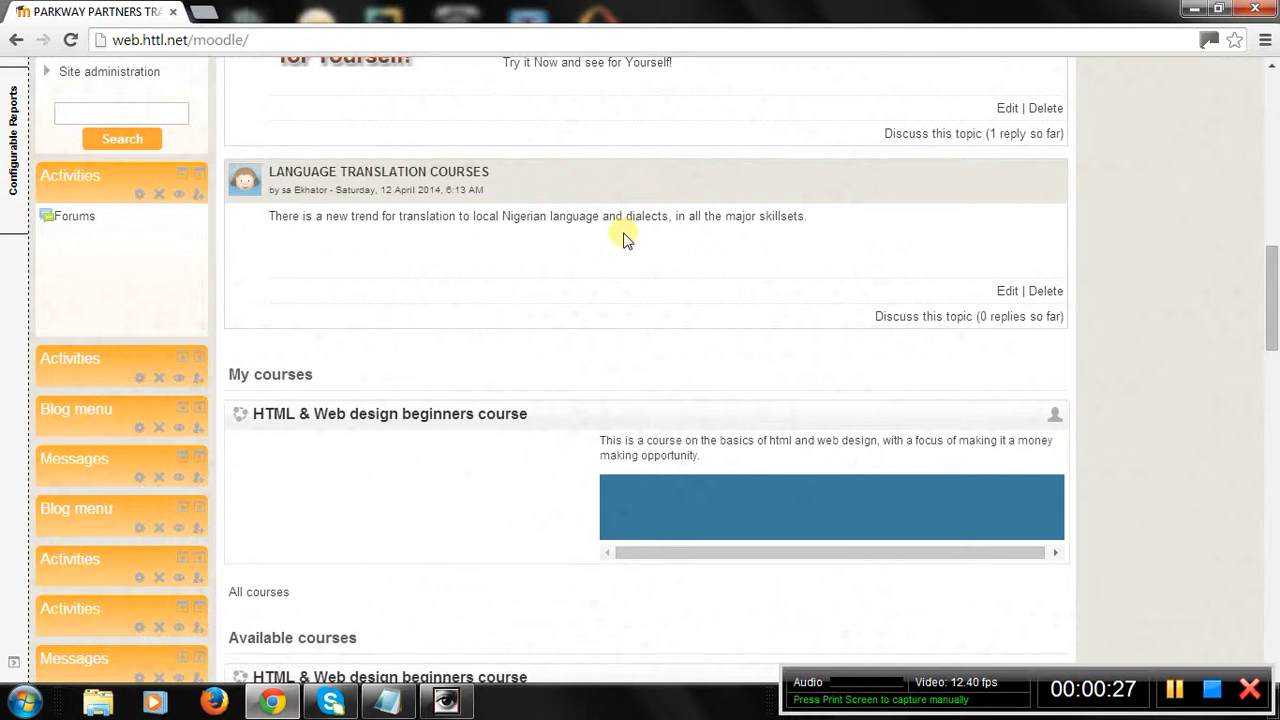 PARKWAY PARTNERS TRA
web.httl.net/moodle/
Configurable Reports
Site administration
Search
Activities
Forums
Activities
Blog menu
Messages
Blog menu
Activities
Activities
Messages
for Yourself!
Try it Now and see for Yourself!
Edit | Delete
Discuss this topic (1 reply so far)
LANGUAGE TRANSLATION COURSES
by sa Ekhator - Saturday, 12 April 2014, 6:13 AM
There is a new trend for translation to local Nigerian language and dialects, in all the major skillsets.
Edit | Delete
Discuss this topic (0 replies so far)
My courses
HTML & Web design beginners course
This is a course on the basics of html and web design, with a focus of making it a money
making opportunity.
All courses
Available courses
HTML & Web design beginners course
Audio
Video: 12.40 fps
Press Print Screen to capture manually
00:00:27